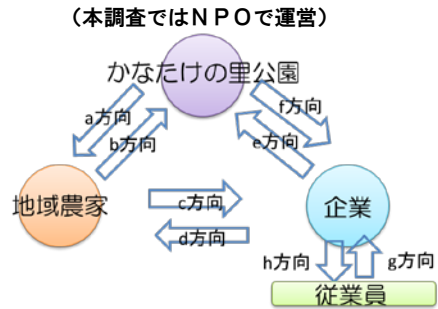 （本調査ではＮＰＯで運営）
かなたけの里公園
a方向
f方向
b方向
e方向
地域農家
c方向
企業
d方向
h方向
g方向
従業員